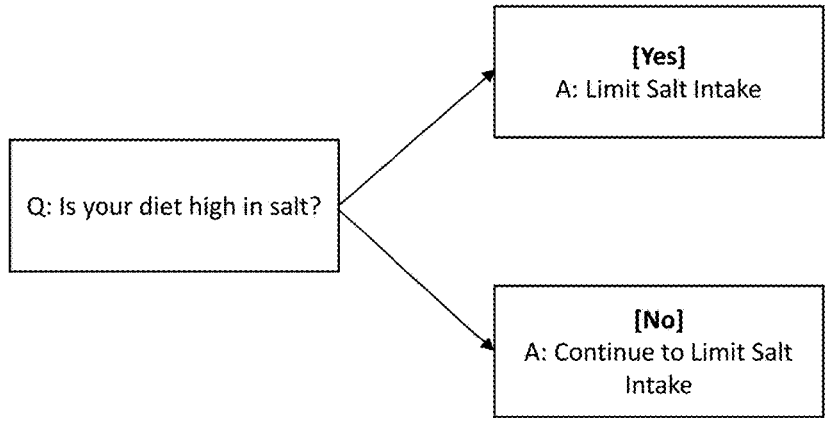 Q: Is your diet high in salt?
[Yes]
A: Limit Salt Intake
[No]
A: Continue to Limit Salt
Intake